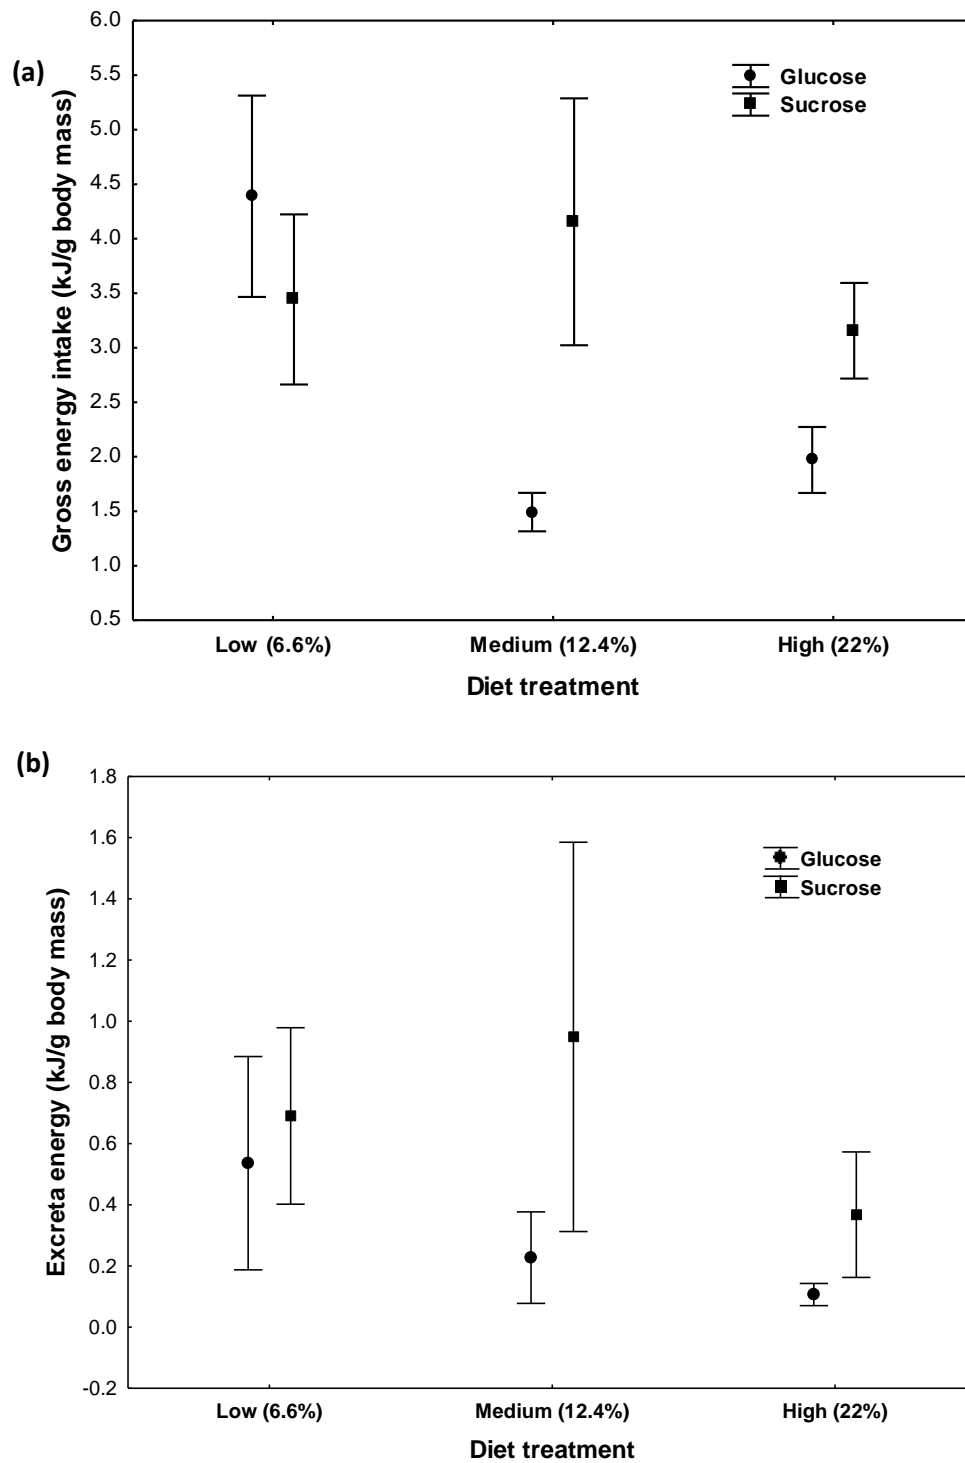 (a)
Gross energy intake (kJ/g body mass)
6.0
5.5
5.0
4.5
4.0
3.5
3.0
2.5
2.0
1.5
1.0
0.5
Glucose
Sucrose
Low (6.6%) Medium (12.4%) High (22%)
Diet treatment
(b)
Excreta energy (kJ/g body mass)
1.8
1.6
1.4
1.2
1.0
0.8
0.6
0.4
0.2
0.0
-0.2
Glucose
Sucrose
Low (6.6%) Medium (12.4%) High (22%)
Diet treatment